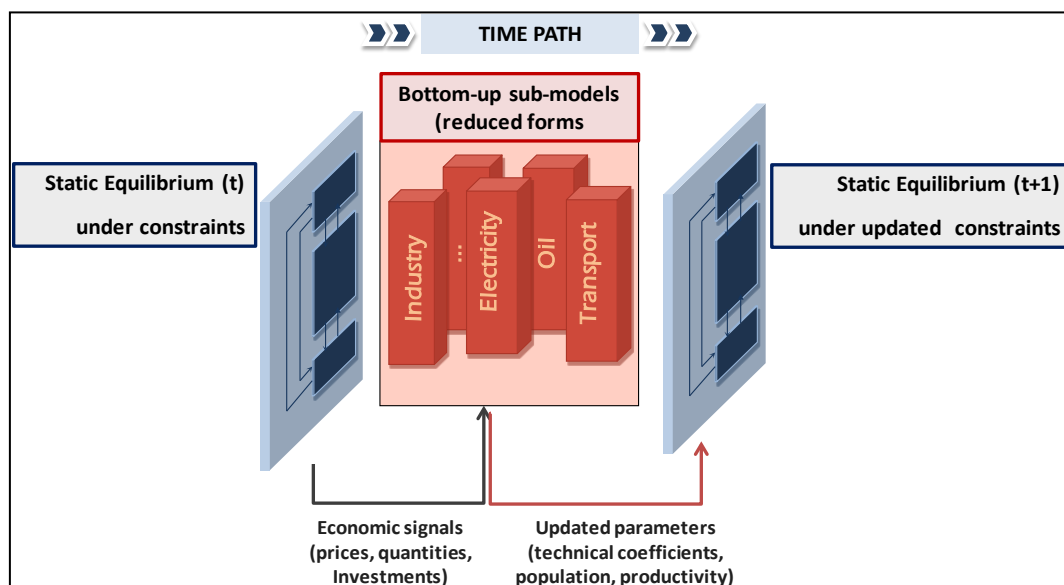 TIME PATH
Bottom-up sub-models
(reduced forms
Static Equilibrium (t)
under constraints
Industry
...
Electricity
Oil
Transport
Static Equilibrium (t+1)
under updated constraints
Economic signals
(prices, quantities,
Investments)
Updated parameters
(technical coefficients,
population, productivity)